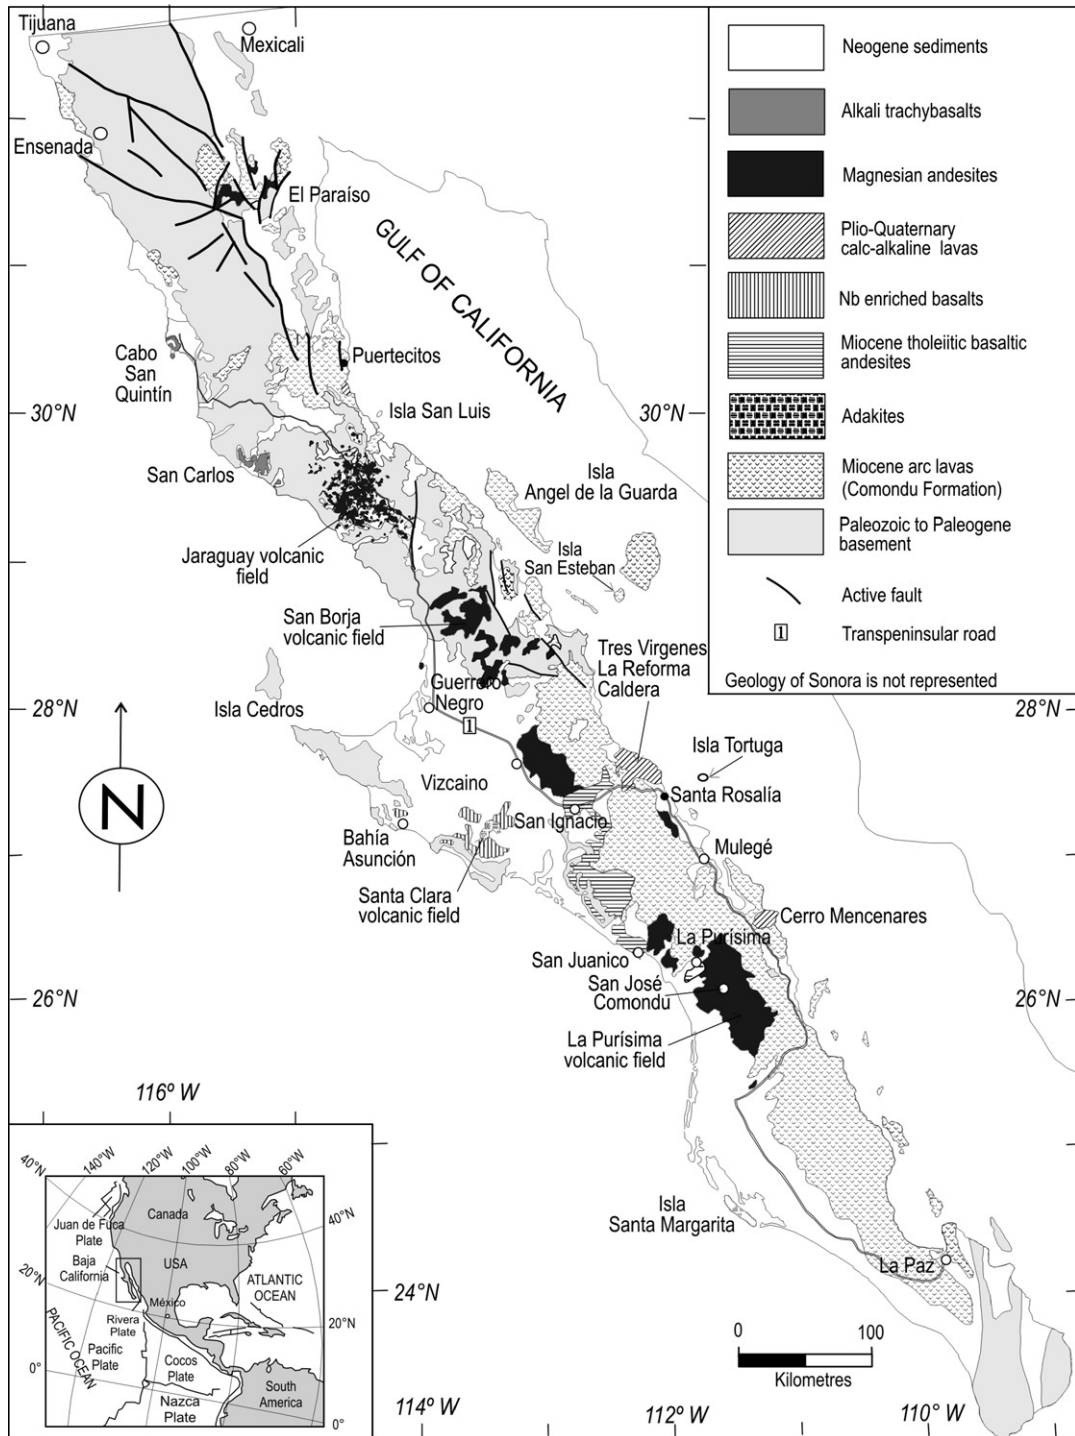 Tijuana
Mexicali
Ensenada
El Paraíso
GULF OF CALIFORNIA
Cabo
San
Quintín
Puertecitos
30°N
Isla San Luis
30°N
San Carlos
Isla
Angel de la Guarda
Jaraguay volcanic
field
Isla
San Esteban
San Borja
volcanic field
Tres Virgenes
La Reforma
Caldera
Guerrero
Negro
Isla Cedros
28°N
28°N
1
Isla Tortuga
N
Vizcaino
Santa Rosalía
San Ignacio
Bahía
Asunción
Mulegé
Santa Clara
volcanic field
Cerro Mencenares
La Purísima
San Juanico
San José
Comondu
26°N
26°N
La Purísima
volcanic field
116° W
Isla
Santa Margarita
La Paz
24°N
0
100
Kilometres
114° W
112° W
110° W
Neogene sediments
Alkali trachybasalts
Magnesian andesites
Plio-Quaternary
calc-alkaline lavas
Nb enriched basalts
Miocene tholeiitic basaltic
andesites
Adakites
Miocene arc lavas
(Comondu Formation)
Paleozoic to Paleogene
basement
Active fault
1
Transpeninsular road
Geology of Sonora is not represented
40°N
140°W
120°W
100°W
80°W
60°W
Juan de Fuca
Plate
Canada
40°N
Baja
California
USA
20°N
ATLANTIC
OCEAN
México
Rivera
Plate
20°N
PACIFIC OCEAN
Pacific
Plate
Cocos
Plate
0°
South
America
Nazca
Plate
0°